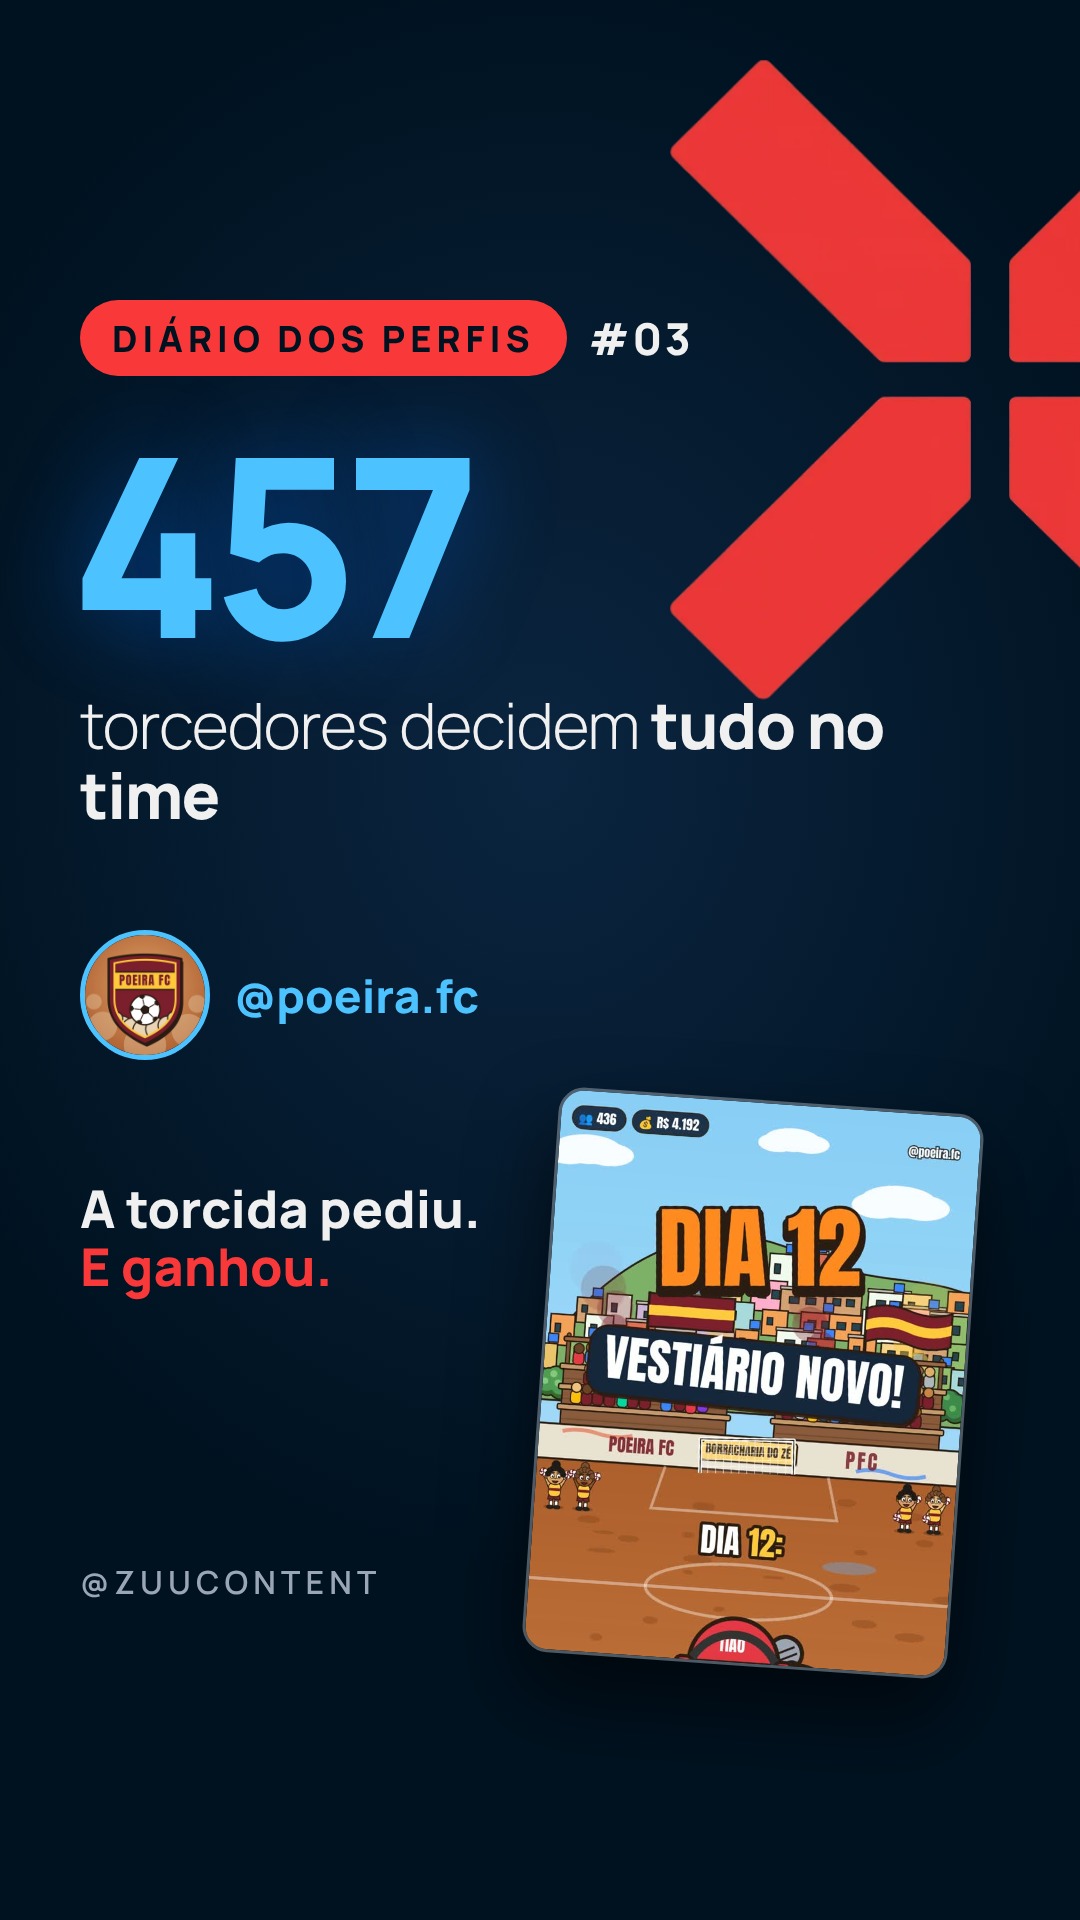 DIÁRIO DOS PERFIS #03
457
torcedores decidem tudo no
time
POEIRA FC
@poeira.fc
436 R$ 4.192
@poeira.fc
DIA 12
A torcida pediu.
E ganhou.
VESTIÁRIO NOVO!
POEIRA FC BORRACHARIA DO ZÉ PFC
DIA 12:
@ZUUCONTENT
TIÃO